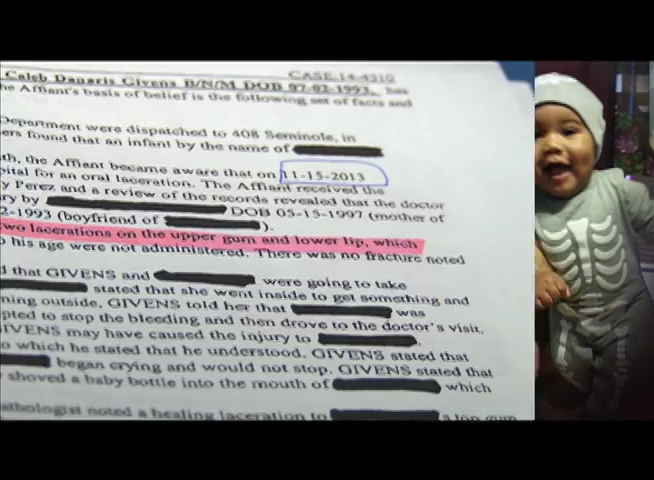 CASE 14-4310
Caleb Danaris Givens B/N/M DOB 07-02-1993, has
he Affiant's basis of belief is the following set of facts and
Department were dispatched to 408 Seminole, in
ers found that an infant by the name of
th, the Affiant became aware that on 11-15-2013
pital for an oral laceration. The Affiant received the
y Perez and a review of the records revealed that the doctor
ary by DOB 05-15-1997 (mother of
2-1993 (boyfriend of ).
two lacerations on the upper gum and lower lip, which
o his age were not administered. There was no fracture noted
d that GIVENS and were going to take
stated that she went inside to get something and
ming outside, GIVENS told her that was
pted to stop the bleeding and then drove to the doctor's visit.
IVENS may have caused the injury to .
o which he stated that he understood. GIVENS stated that
began crying and would not stop. GIVENS stated that
y shoved a baby bottle into the mouth of which
athologist noted a healing laceration to 's top gum